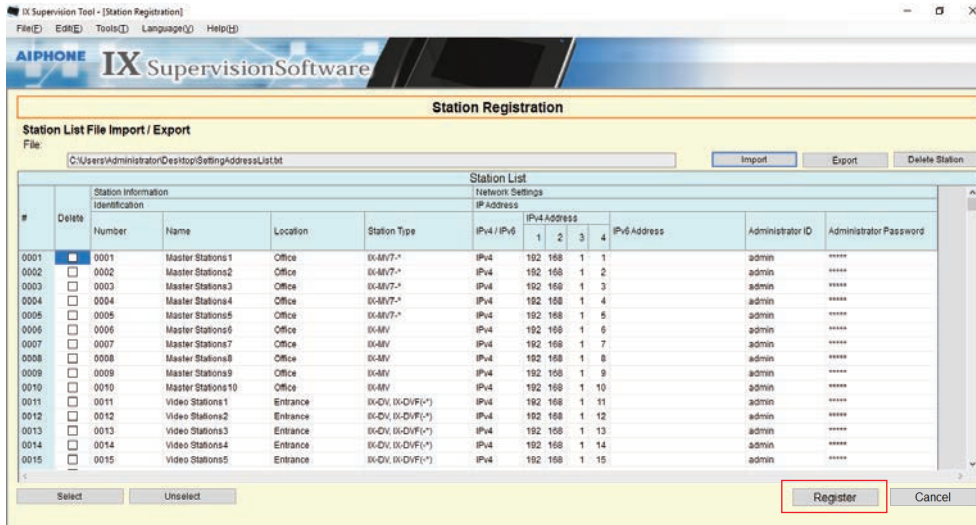 IX Supervision Tool - [Station Registration]
File(F) Edit(E) Tools(T) Language(V) Help(H)
AIPHONE IX SupervisionSoftware
Station Registration
Station List File Import / Export
File:
C:\Users\Administrator\Desktop\SettingAddressList.txt Import Export Delete Station
Station List
Station Information Network Settings
Identification IP Address
# Delete Number Name Location Station Type IPv4 / IPv6 IPv4 Address IPv6 Address Administrator ID Administrator Password
1 2 3 4
0001 0001 Master Stations1 Office IX-MV7-* IPv4 192 168 1 1 admin *****
0002 0002 Master Stations2 Office IX-MV7-* IPv4 192 168 1 2 admin *****
0003 0003 Master Stations3 Office IX-MV7-* IPv4 192 168 1 3 admin *****
0004 0004 Master Stations4 Office IX-MV7-* IPv4 192 168 1 4 admin *****
0005 0005 Master Stations5 Office IX-MV7-* IPv4 192 168 1 5 admin *****
0006 0006 Master Stations6 Office IX-MV IPv4 192 168 1 6 admin *****
0007 0007 Master Stations7 Office IX-MV IPv4 192 168 1 7 admin *****
0008 0008 Master Stations8 Office IX-MV IPv4 192 168 1 8 admin *****
0009 0009 Master Stations9 Office IX-MV IPv4 192 168 1 9 admin *****
0010 0010 Master Stations10 Office IX-MV IPv4 192 168 1 10 admin *****
0011 0011 Video Stations1 Entrance IX-DV, IX-DVF(-*) IPv4 192 168 1 11 admin *****
0012 0012 Video Stations2 Entrance IX-DV, IX-DVF(-*) IPv4 192 168 1 12 admin *****
0013 0013 Video Stations3 Entrance IX-DV, IX-DVF(-*) IPv4 192 168 1 13 admin *****
0014 0014 Video Stations4 Entrance IX-DV, IX-DVF(-*) IPv4 192 168 1 14 admin *****
0015 0015 Video Stations5 Entrance IX-DV, IX-DVF(-*) IPv4 192 168 1 15 admin *****
Select Unselect Register Cancel